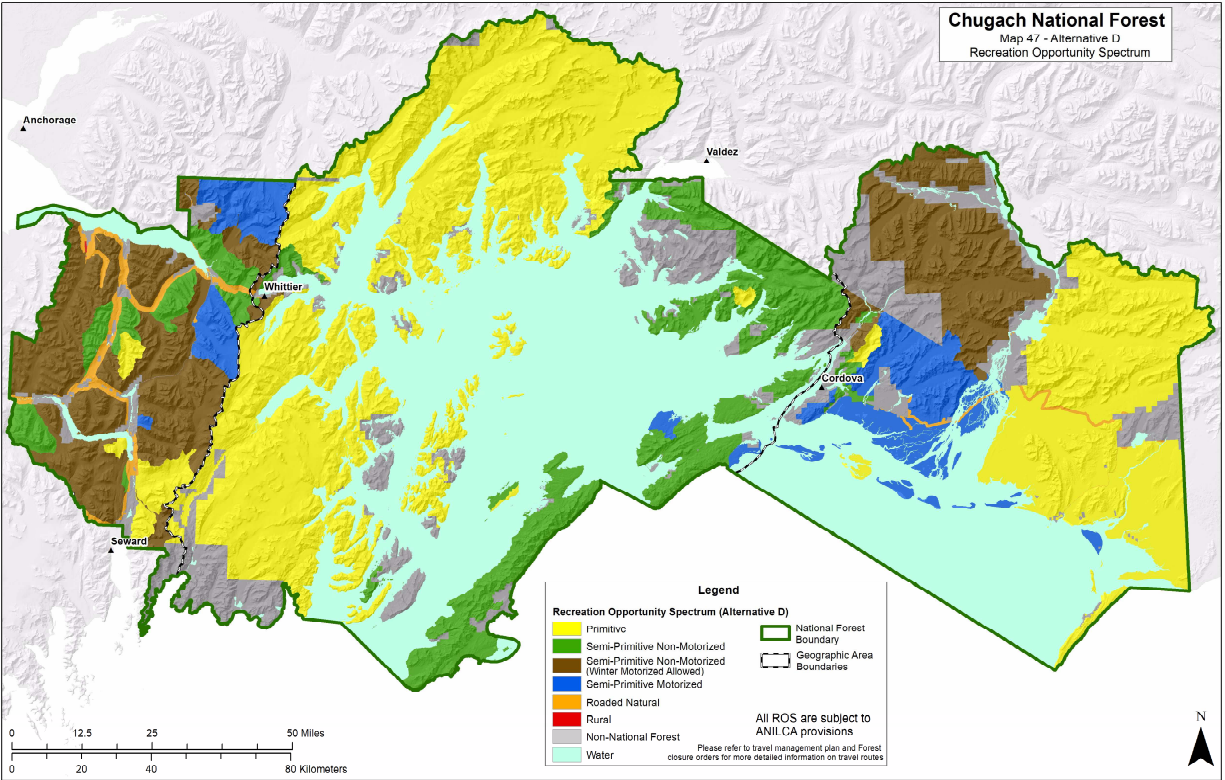 Chugach National Forest
Map 47 - Alternative D
Recreation Opportunity Spectrum
Anchorage
Valdez
Whittier
Cordova
Seward
Legend
Recreation Opportunity Spectrum (Alternative D)
Primitive
Semi-Primitive Non-Motorized
Semi-Primitive Non-Motorized
(Winter Motorized Allowed)
Semi-Primitive Motorized
Roaded Natural
Rural
Non-National Forest
Water
National Forest
Boundary
Geographic Area
Boundaries
All ROS are subject to
ANILCA provisions
Please refer to travel management plan and Forest
closure orders for more detailed information on travel routes
0 12.5 25 50 Miles
0 20 40 80 Kilometers
N